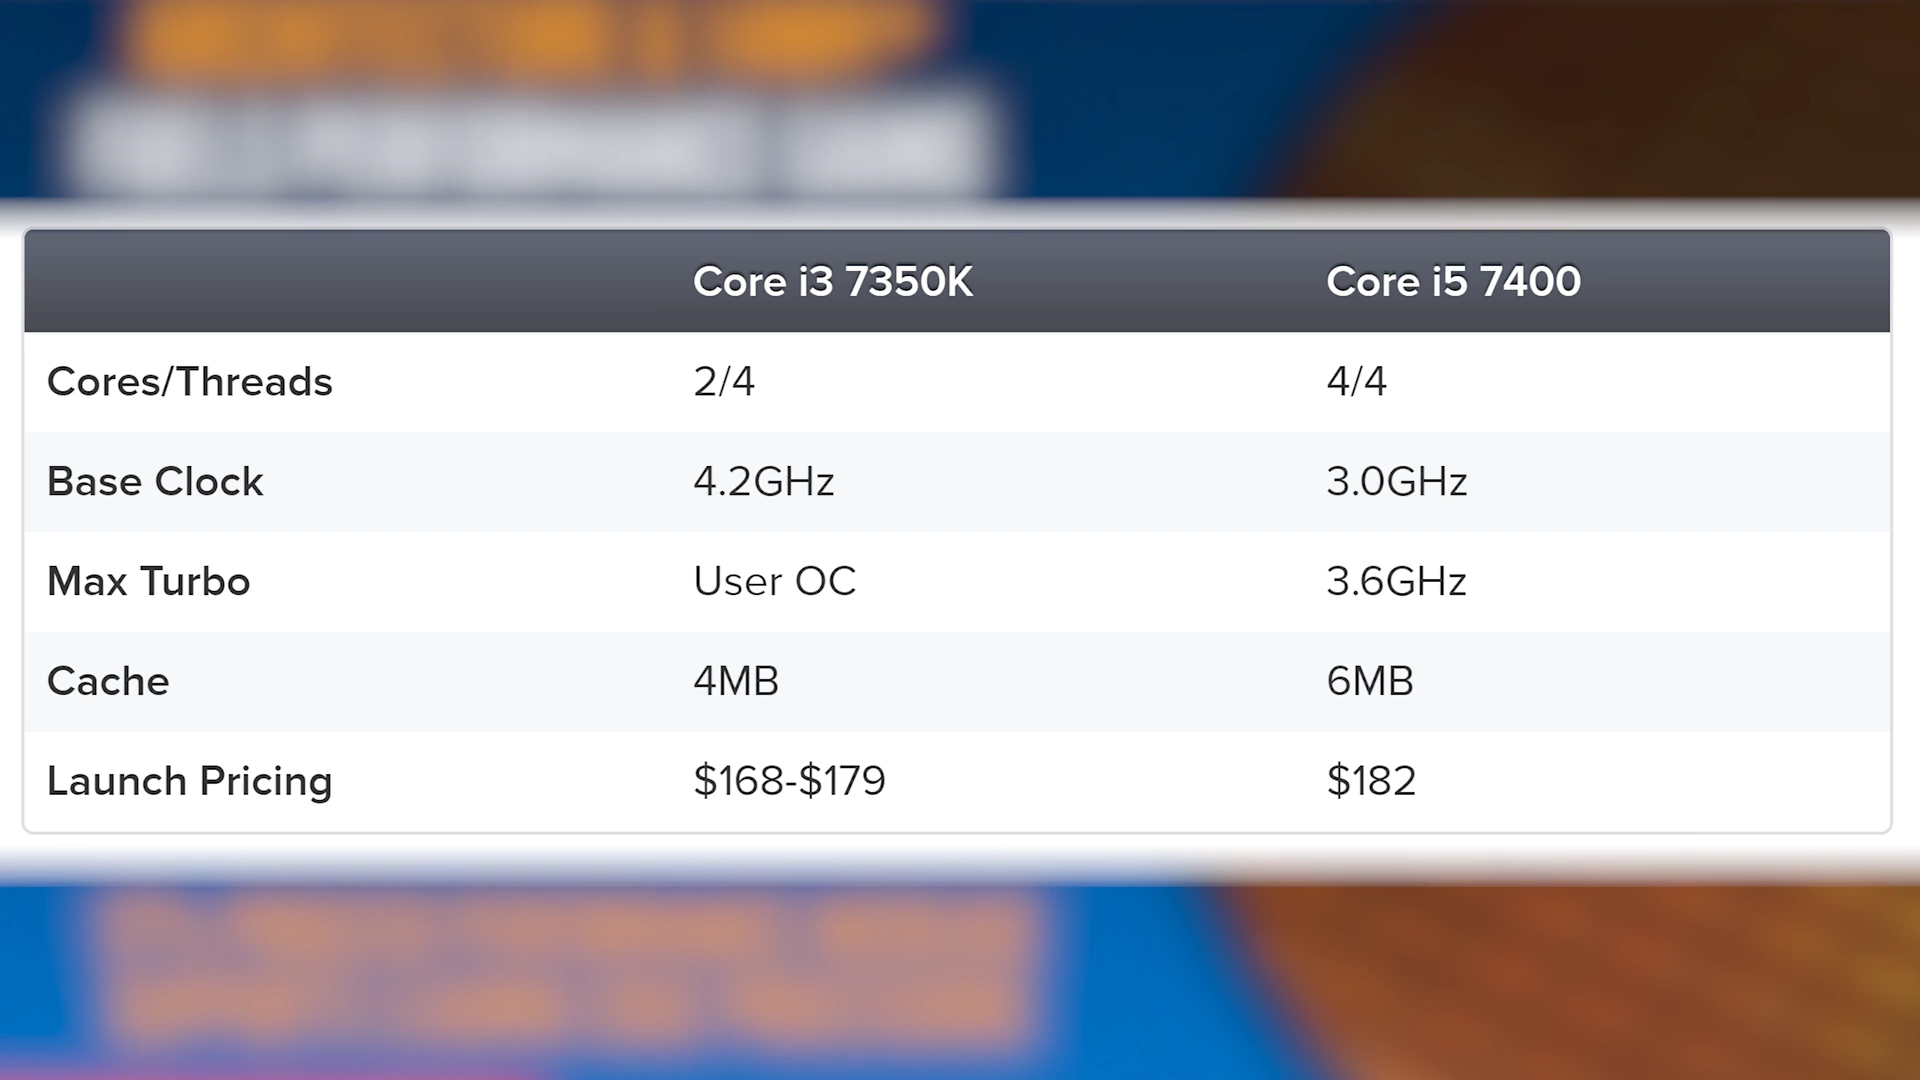 Core i3 7350K Core i5 7400
Cores/Threads 2/4 4/4
Base Clock 4.2GHz 3.0GHz
Max Turbo User OC 3.6GHz
Cache 4MB 6MB
Launch Pricing $168-$179 $182